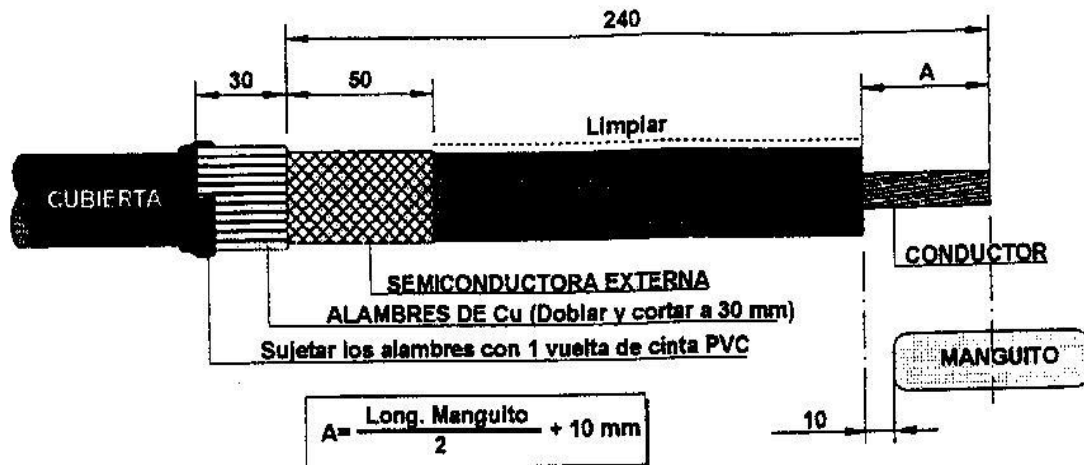 240
30
50
A
Limpiar
CUBIERTA
CONDUCTOR
SEMICONDUCTORA EXTERNA
ALAMBRES DE Cu (Doblar y cortar a 30 mm)
Sujetar los alambres con 1 vuelta de cinta PVC
MANGUITO
10
A= Long. Manguito / 2 + 10 mm